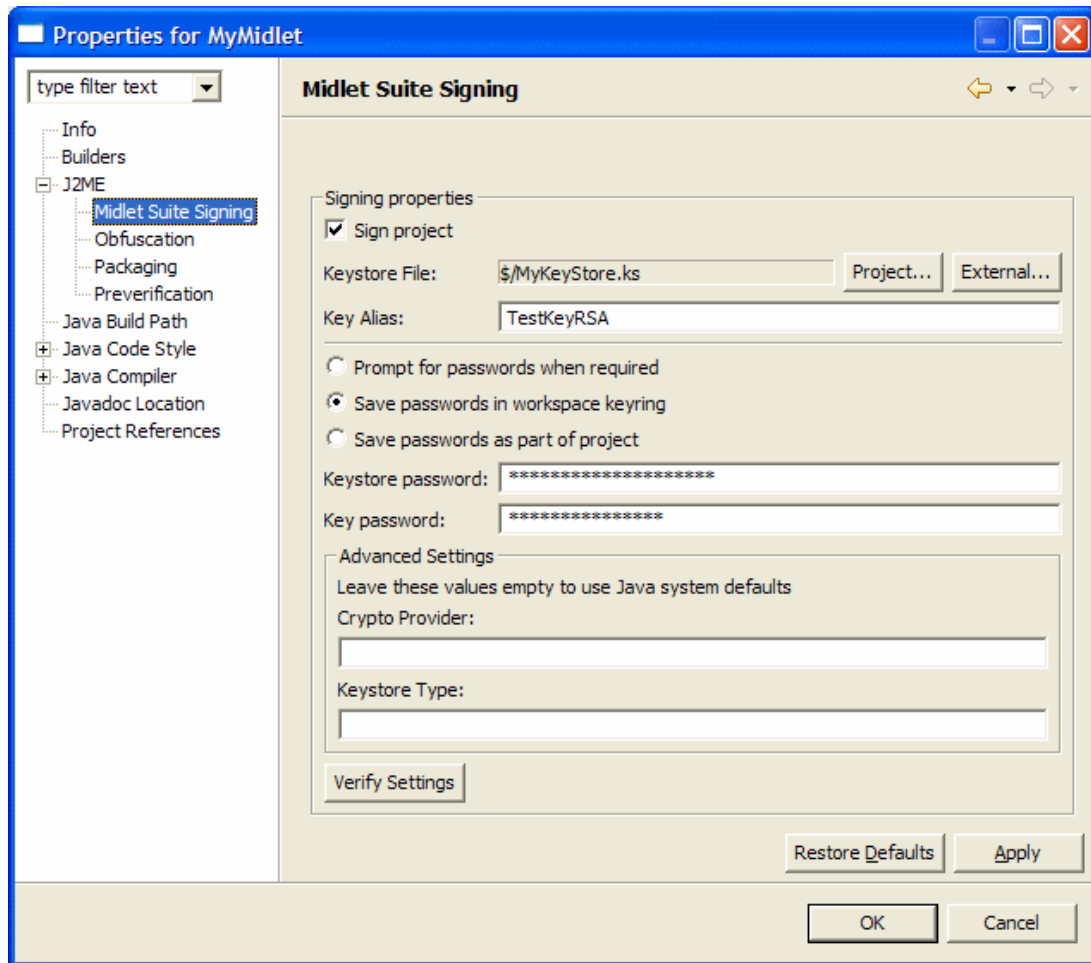 Properties for MyMidlet
type filter text
Info
Builders
J2ME
Midlet Suite Signing
Obfuscation
Packaging
Preverification
Java Build Path
Java Code Style
Java Compiler
Javadoc Location
Project References
Midlet Suite Signing
Signing properties
Sign project
Keystore File: $/MyKeyStore.ks Project... External...
Key Alias: TestKeyRSA
Prompt for passwords when required
Save passwords in workspace keyring
Save passwords as part of project
Keystore password: ********************
Key password: ***************
Advanced Settings
Leave these values empty to use Java system defaults
Crypto Provider:
Keystore Type:
Verify Settings
Restore Defaults Apply
OK Cancel